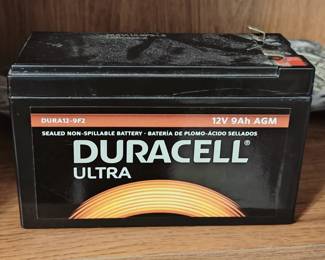 DURA12-9F2 12V 9Ah AGM
SEALED NON-SPILLABLE BATTERY - BATERÍA DE PLOMO-ÁCIDO SELLADOS
DURACELL®
ULTRA